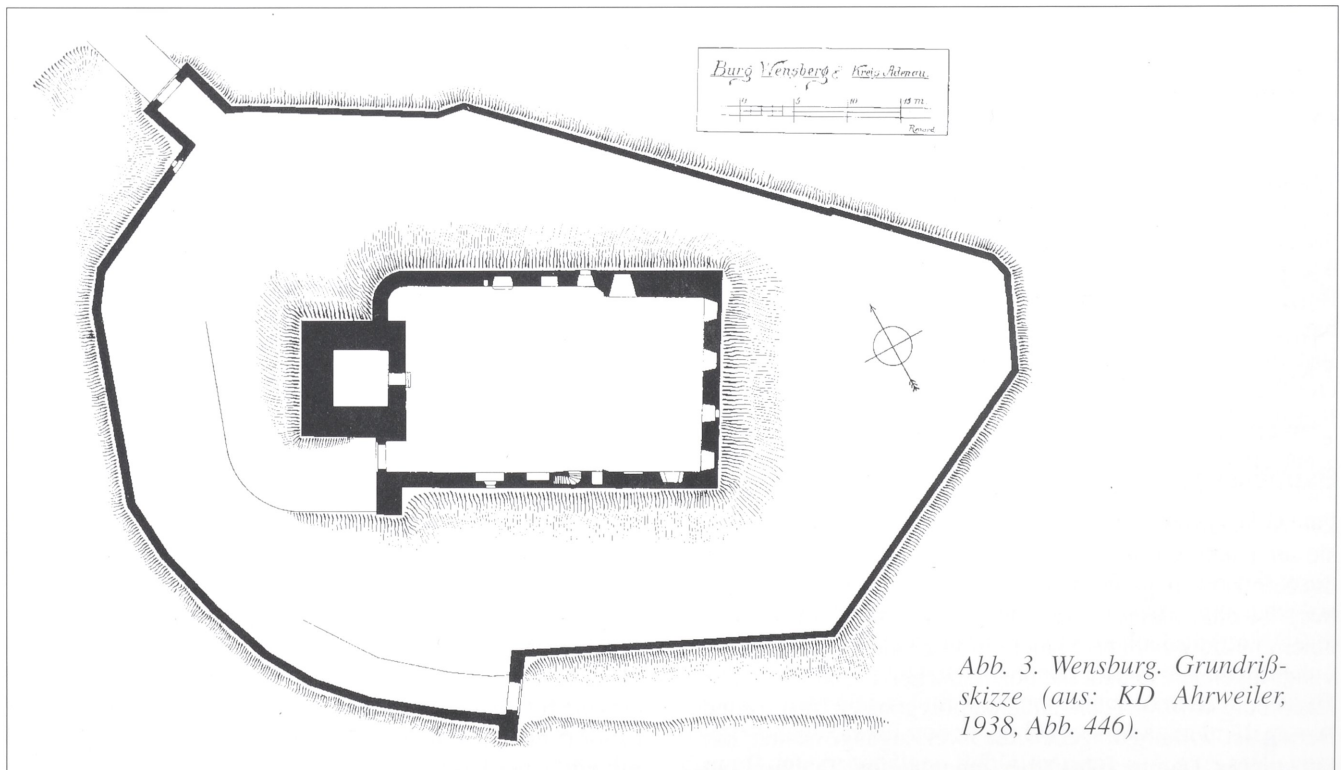 Burg Wensberg Kreis Adenau.
0 5 10 15 m
Renard
Abb. 3. Wensburg. Grundriß-
skizze (aus: KD Ahrweiler,
1938, Abb. 446).